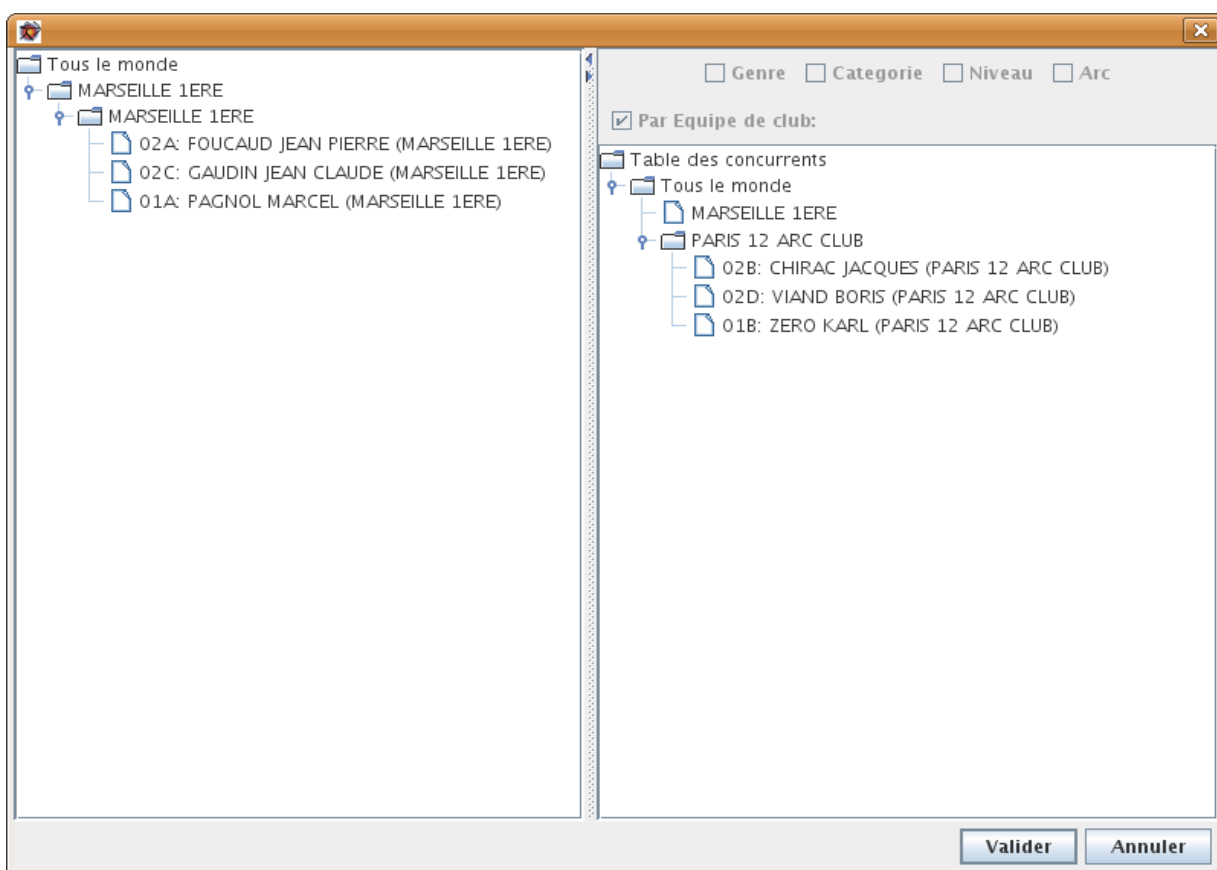 Tous le monde
MARSEILLE 1ERE
MARSEILLE 1ERE
02A: FOUCAUD JEAN PIERRE (MARSEILLE 1ERE)
02C: GAUDIN JEAN CLAUDE (MARSEILLE 1ERE)
01A: PAGNOL MARCEL (MARSEILLE 1ERE)
Genre Categorie Niveau Arc
Par Equipe de club:
Table des concurrents
Tous le monde
MARSEILLE 1ERE
PARIS 12 ARC CLUB
02B: CHIRAC JACQUES (PARIS 12 ARC CLUB)
02D: VIAND BORIS (PARIS 12 ARC CLUB)
01B: ZERO KARL (PARIS 12 ARC CLUB)
Valider Annuler